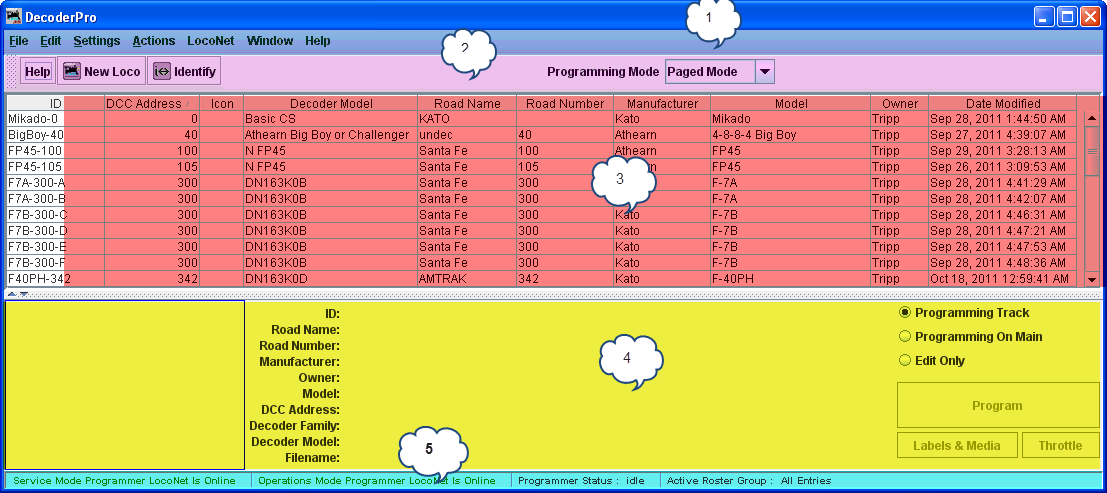 DecoderPro
1
File Edit Settings Actions LocoNet Window Help
2
Help New Loco Identify Programming Mode Paged Mode
ID DCC Address Icon Decoder Model Road Name Road Number Manufacturer Model Owner Date Modified
Mikado-0 0 Basic CS KATO Kato Mikado Tripp Sep 28, 2011 1:44:50 AM
BigBoy-40 40 Athearn Big Boy or Challenger undec 40 Athearn 4-8-8-4 Big Boy Tripp Sep 27, 2011 4:39:07 AM
FP45-100 100 N FP45 Santa Fe 100 Athearn FP45 Tripp Sep 29, 2011 3:28:13 AM
FP45-105 105 N FP45 Santa Fe 105 FP45 Tripp Sep 26, 2011 3:09:53 AM
3
F7A-300-A 300 DN163K0B Santa Fe 300 F-7A Tripp Sep 28, 2011 4:41:29 AM
F7A-300-B 300 DN163K0B Santa Fe 300 F-7A Tripp Sep 28, 2011 4:42:07 AM
F7B-300-C 300 DN163K0B Santa Fe 300 Kato F-7B Tripp Sep 28, 2011 4:46:31 AM
F7B-300-D 300 DN163K0B Santa Fe 300 Kato F-7B Tripp Sep 28, 2011 4:47:21 AM
F7B-300-E 300 DN163K0B Santa Fe 300 Kato F-7B Tripp Sep 28, 2011 4:47:53 AM
F7B-300-F 300 DN163K0B Santa Fe 300 Kato F-7B Tripp Sep 28, 2011 4:48:36 AM
F40PH-342 342 DN163K0D AMTRAK 342 Kato F-40PH Tripp Oct 18, 2011 12:59:41 AM
ID:
Road Name:
Road Number:
Manufacturer:
Owner:
Model:
DCC Address:
Decoder Family:
Decoder Model:
Filename:
4
Programming Track
Programming On Main
Edit Only
Program
Labels & Media Throttle
5
Service Mode Programmer LocoNet Is Online Operations Mode Programmer LocoNet Is Online Programmer Status : idle Active Roster Group : All Entries